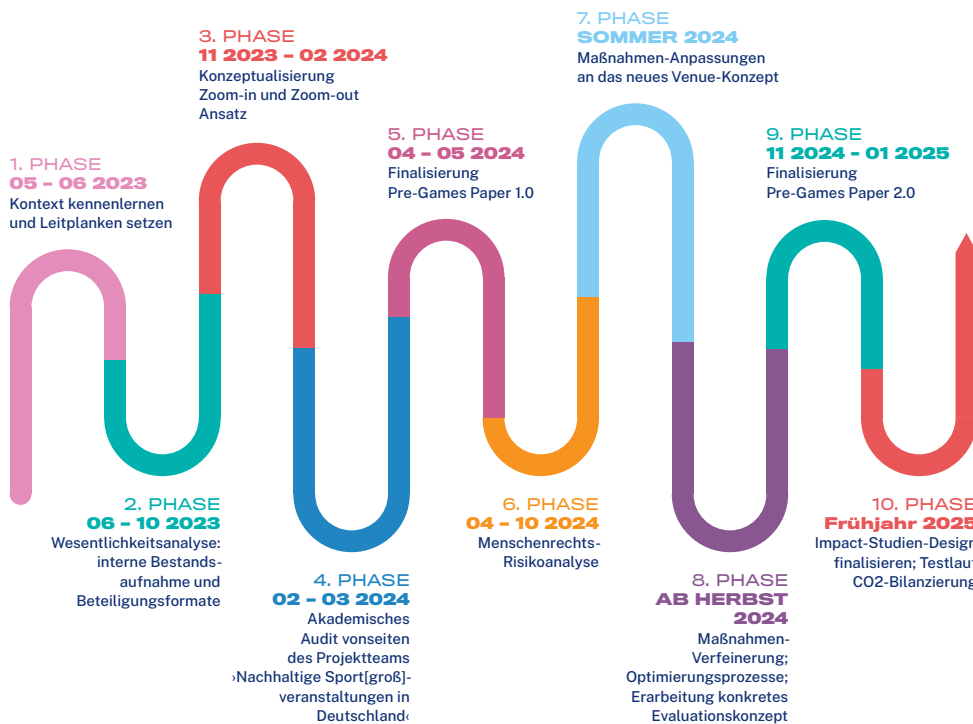 1. PHASE
05 – 06 2023
Kontext kennenlernen
und Leitplanken setzen
2. PHASE
06 – 10 2023
Wesentlichkeitsanalyse:
interne Bestands-
aufnahme und
Beteiligungsformate
3. PHASE
11 2023 – 02 2024
Konzeptualisierung
Zoom-in und Zoom-out
Ansatz
4. PHASE
02 – 03 2024
Akademisches
Audit vonseiten
des Projektteams
›Nachhaltige Sport[groß]-
veranstaltungen in
Deutschland‹
5. PHASE
04 – 05 2024
Finalisierung
Pre-Games Paper 1.0
6. PHASE
04 – 10 2024
Menschenrechts-
Risikoanalyse
7. PHASE
SOMMER 2024
Maßnahmen-Anpassungen
an das neue Venue-Konzept
8. PHASE
AB HERBST
2024
Maßnahmen-
Verfeinerung;
Optimierungsprozesse;
Erarbeitung konkretes
Evaluationskonzept
9. PHASE
11 2024 - 01 2025
Finalisierung
Pre-Games Paper 2.0
10. PHASE
Frühjahr 2025
Impact-Studien-Design
finalisieren; Testlauf
CO2-Bilanzierung